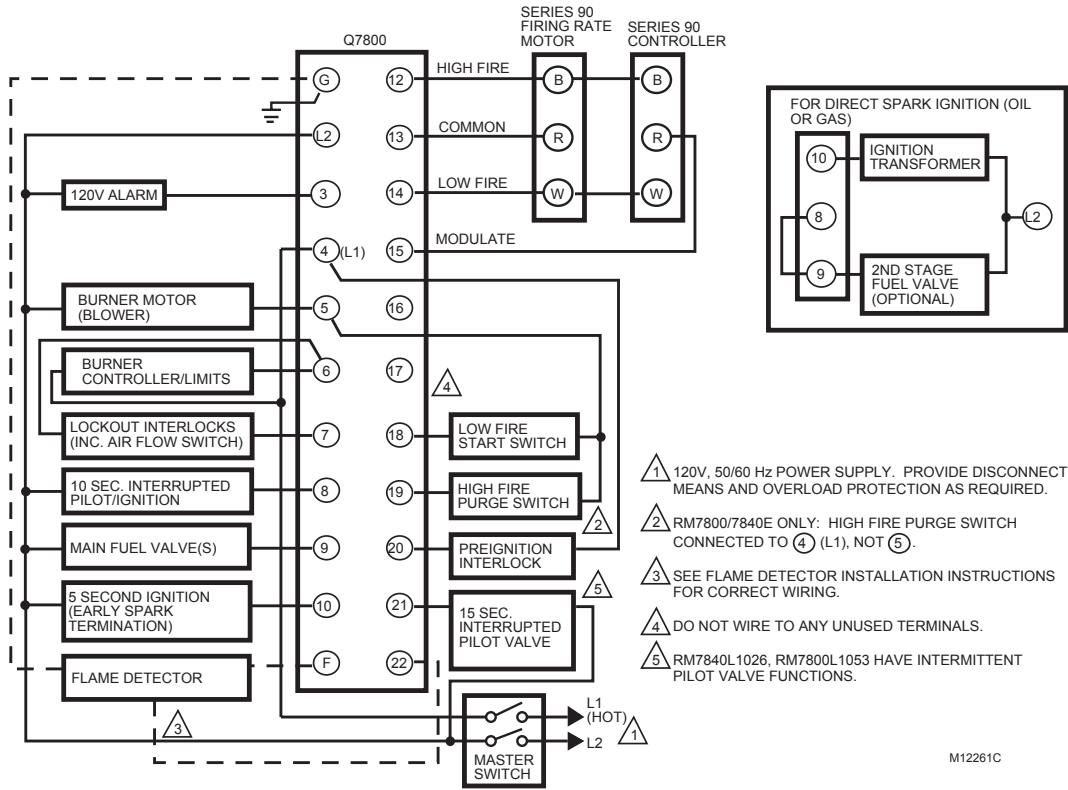 Q7800
SERIES 90
FIRING RATE
MOTOR
SERIES 90
CONTROLLER
G
12
HIGH FIRE
B
B
L2
13
COMMON
R
R
120V ALARM
3
14
LOW FIRE
W
W
4
(L1)
15
MODULATE
BURNER MOTOR
(BLOWER)
5
16
BURNER
CONTROLLER/LIMITS
6
17
4
LOCKOUT INTERLOCKS
(INC. AIR FLOW SWITCH)
7
18
LOW FIRE
START SWITCH
10 SEC. INTERRUPTED
PILOT/IGNITION
8
19
HIGH FIRE
PURGE SWITCH
2
MAIN FUEL VALVE(S)
9
20
PREIGNITION
INTERLOCK
5
5 SECOND IGNITION
(EARLY SPARK
TERMINATION)
10
21
15 SEC.
INTERRUPTED
PILOT VALVE
FLAME DETECTOR
F
22
3
L1
(HOT)
1
L2
MASTER
SWITCH
FOR DIRECT SPARK IGNITION (OIL
OR GAS)
10
IGNITION
TRANSFORMER
8
L2
9
2ND STAGE
FUEL VALVE
(OPTIONAL)
1 120V, 50/60 Hz POWER SUPPLY. PROVIDE DISCONNECT
MEANS AND OVERLOAD PROTECTION AS REQUIRED.
2 RM7800/7840E ONLY: HIGH FIRE PURGE SWITCH
CONNECTED TO 4 (L1), NOT 5.
3 SEE FLAME DETECTOR INSTALLATION INSTRUCTIONS
FOR CORRECT WIRING.
4 DO NOT WIRE TO ANY UNUSED TERMINALS.
5 RM7840L1026, RM7800L1053 HAVE INTERMITTENT
PILOT VALVE FUNCTIONS.
M12261C